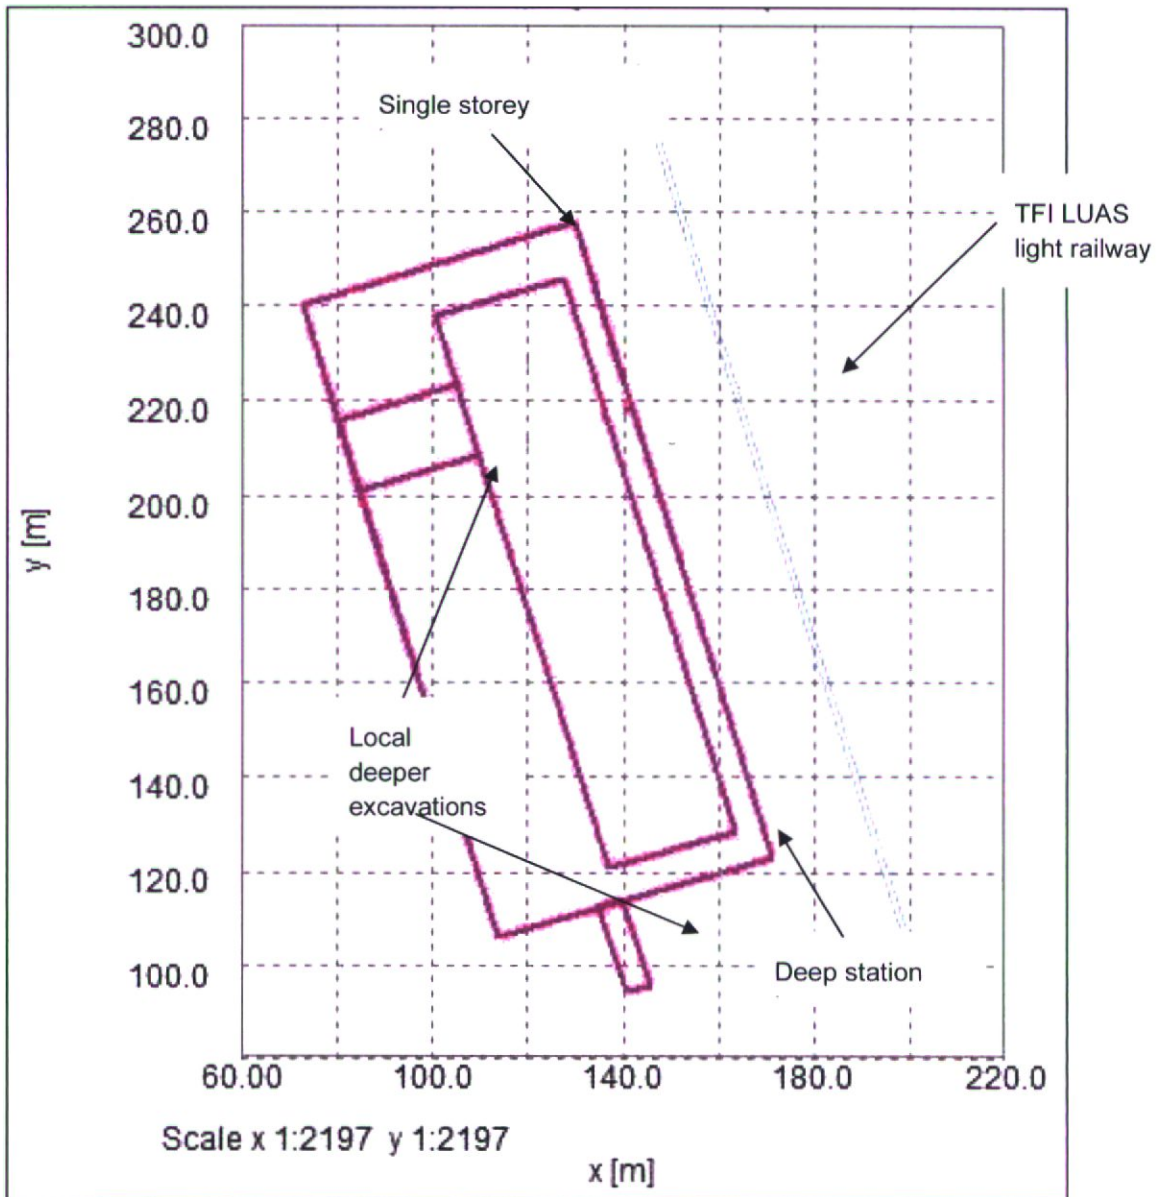 300.0
Single storey
280.0
260.0
TFI LUAS
light railway
240.0
220.0
200.0
y [m]
180.0
160.0
Local
deeper
excavations
140.0
120.0
Deep station
100.0
60.00 100.0 140.0 180.0 220.0
Scale x 1:2197 y 1:2197
x [m]